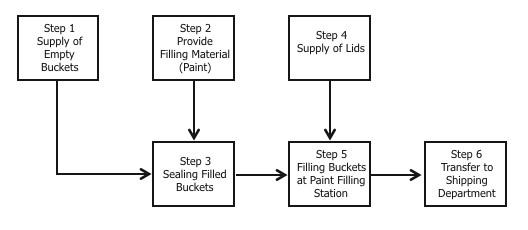 Step 1
Supply of
Empty
Buckets
Step 2
Provide
Filling Material
(Paint)
Step 4
Supply of Lids
Step 3
Sealing Filled
Buckets
Step 5
Filling Buckets
at Paint Filling
Station
Step 6
Transfer to
Shipping
Department